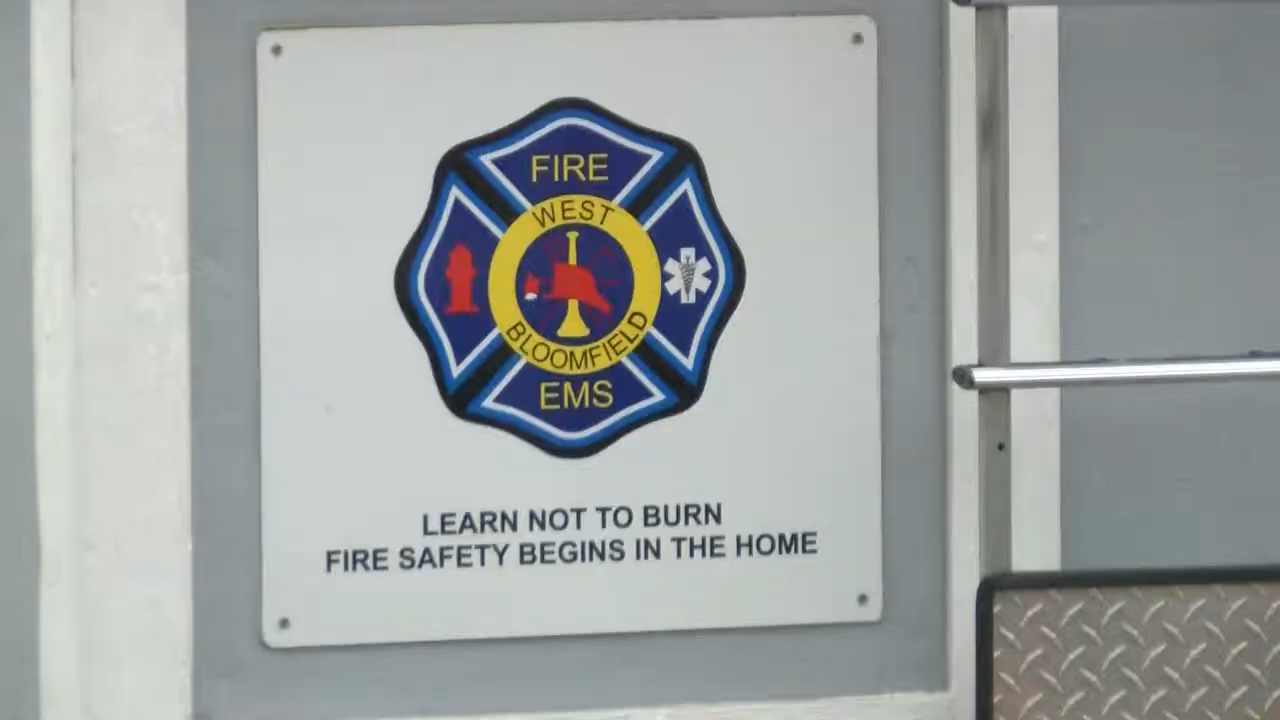 FIRE
WEST
BLOOMFIELD
EMS
LEARN NOT TO BURN
FIRE SAFETY BEGINS IN THE HOME